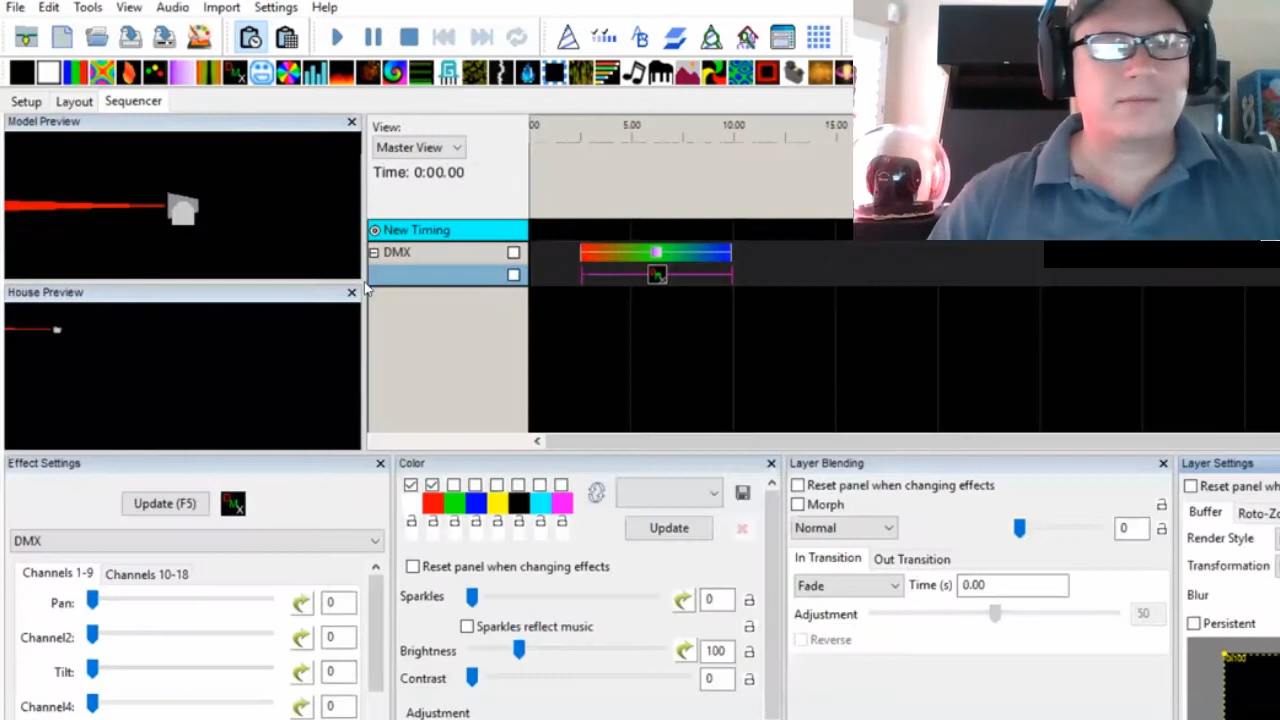 File Edit Tools View Audio Import Settings Help
Setup Layout Sequencer
Model Preview
View:
Master View
Time: 0:00.00
00 5.00 10.00 15.00
New Timing
DMX
House Preview
Effect Settings
Update (F5)
DMX
Channels 1-9 Channels 10-18
Pan: 0
Channel2: 0
Tilt: 0
Channel4: 0
Color
Update
Reset panel when changing effects
Sparkles 0
Sparkles reflect music
Brightness 100
Contrast 0
Adjustment
Layer Blending
Reset panel when changing effects
Morph
Normal 0
In Transition Out Transition
Fade Time (s) 0.00
Adjustment 50
Reverse
Layer Settings
Reset panel wh
Buffer Roto-Zo
Render Style
Transformation
Blur
Persistent